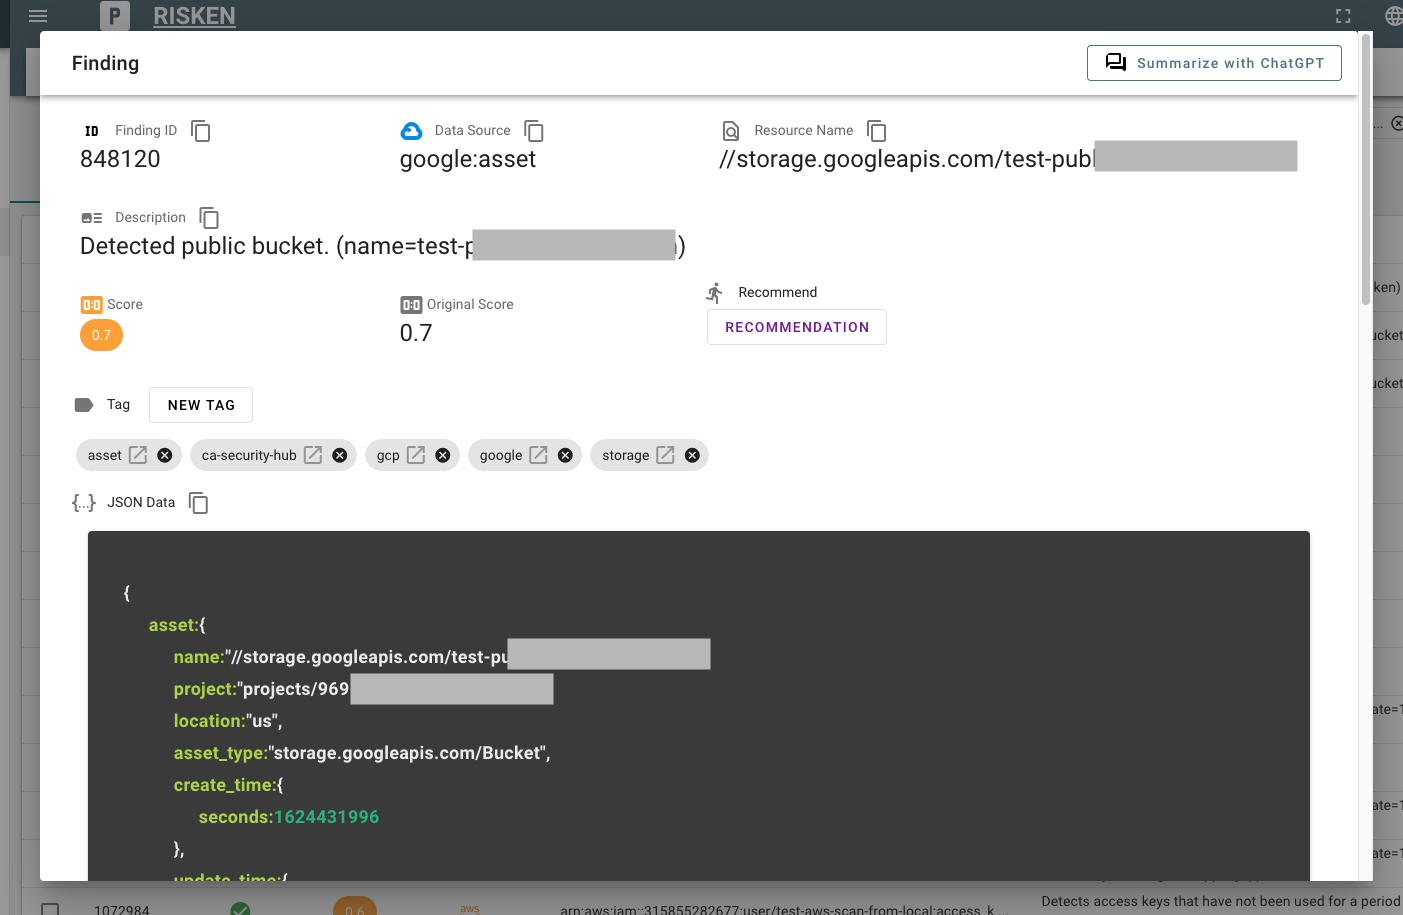 P RISKEN
Finding
Summarize with ChatGPT
ID Finding ID
848120
Data Source
google:asset
Resource Name
//storage.googleapis.com/test-publ
Description
Detected public bucket. (name=test-p )
Score
0.7
Original Score
0.7
Recommend
RECOMMENDATION
Tag NEW TAG
asset ca-security-hub gcp google storage
{...} JSON Data
{
asset:{
name:"//storage.googleapis.com/test-pu
project:"projects/969
location:"us",
asset_type:"storage.googleapis.com/Bucket",
create_time:{
seconds:1624431996
},
update_time:{
...
ken)
ucket
ucket
ate=1
ate=1
ate=1
1072984 0.6 aws arn:aws:iam::315855282677:user/test-aws-scan-from-local:access_k... Detects access keys that have not been used for a period